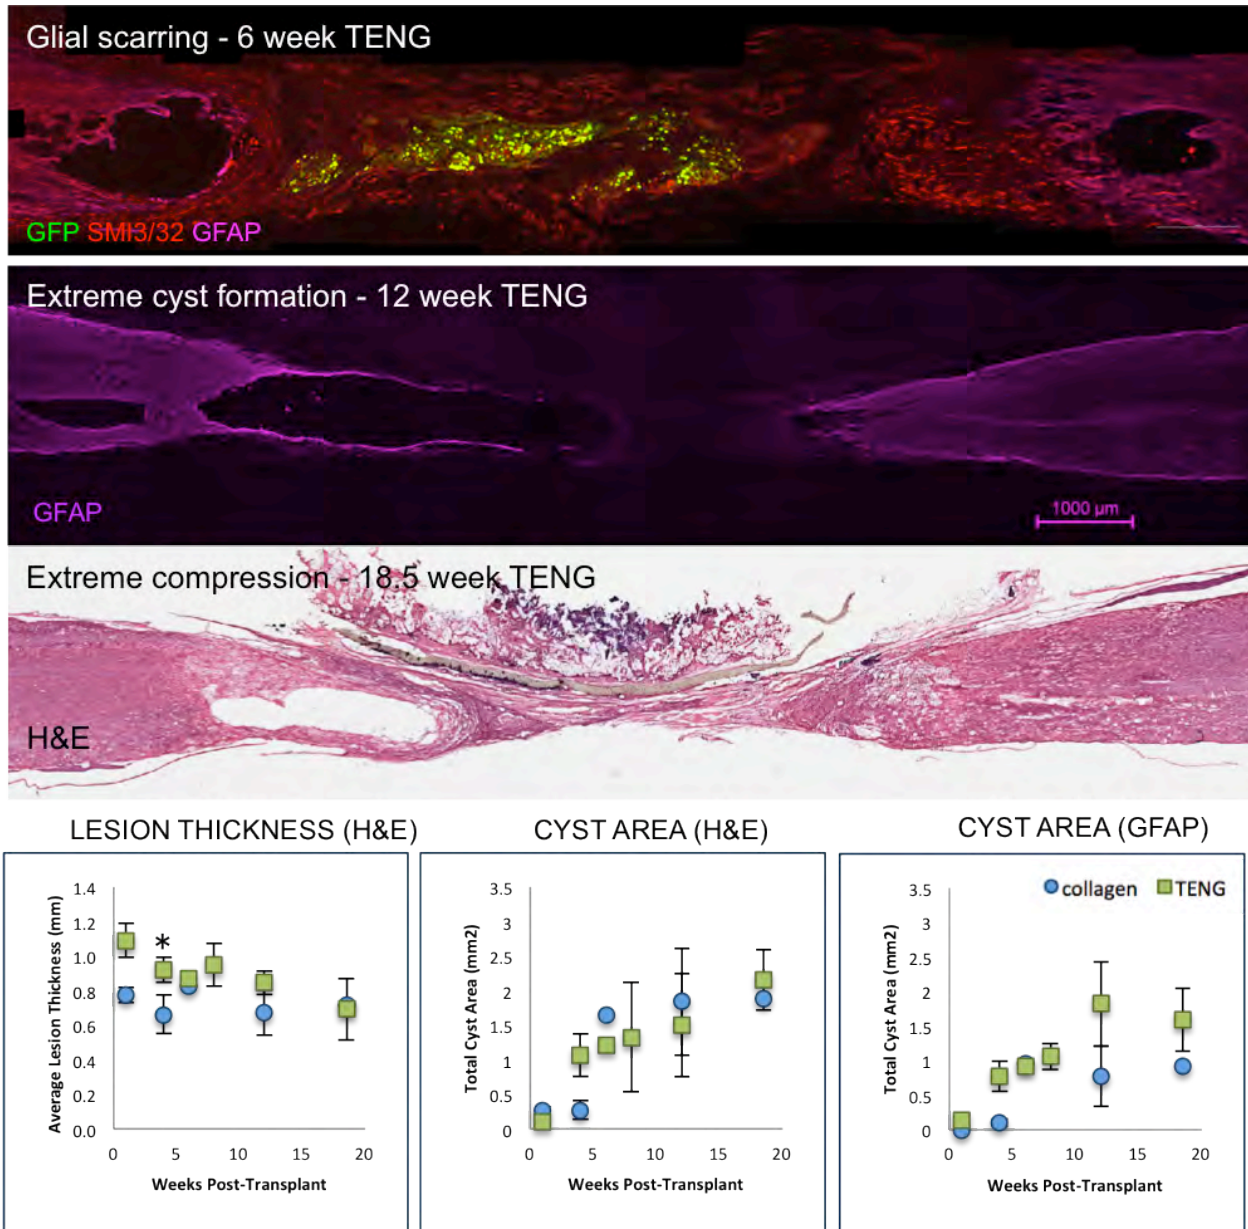 Glial scarring - 6 week TENG
GFP SMI3/32 GFAP
Extreme cyst formation - 12 week TENG
GFAP
1000 µm
Extreme compression - 18.5 week TENG
H&E
LESION THICKNESS (H&E)
CYST AREA (H&E)
CYST AREA (GFAP)
Average Lesion Thickness (mm)
1.4
1.2
1.0
0.8
0.6
0.4
0.2
0.0
*
0 5 10 15 20
Weeks Post-Transplant
Total Cyst Area (mm2)
3.5
3
2.5
2
1.5
1
0.5
0
0 5 10 15 20
Weeks Post-Transplant
collagen TENG
Total Cyst Area (mm2)
3.5
3
2.5
2
1.5
1
0.5
0
0 5 10 15 20
Weeks Post-Transplant